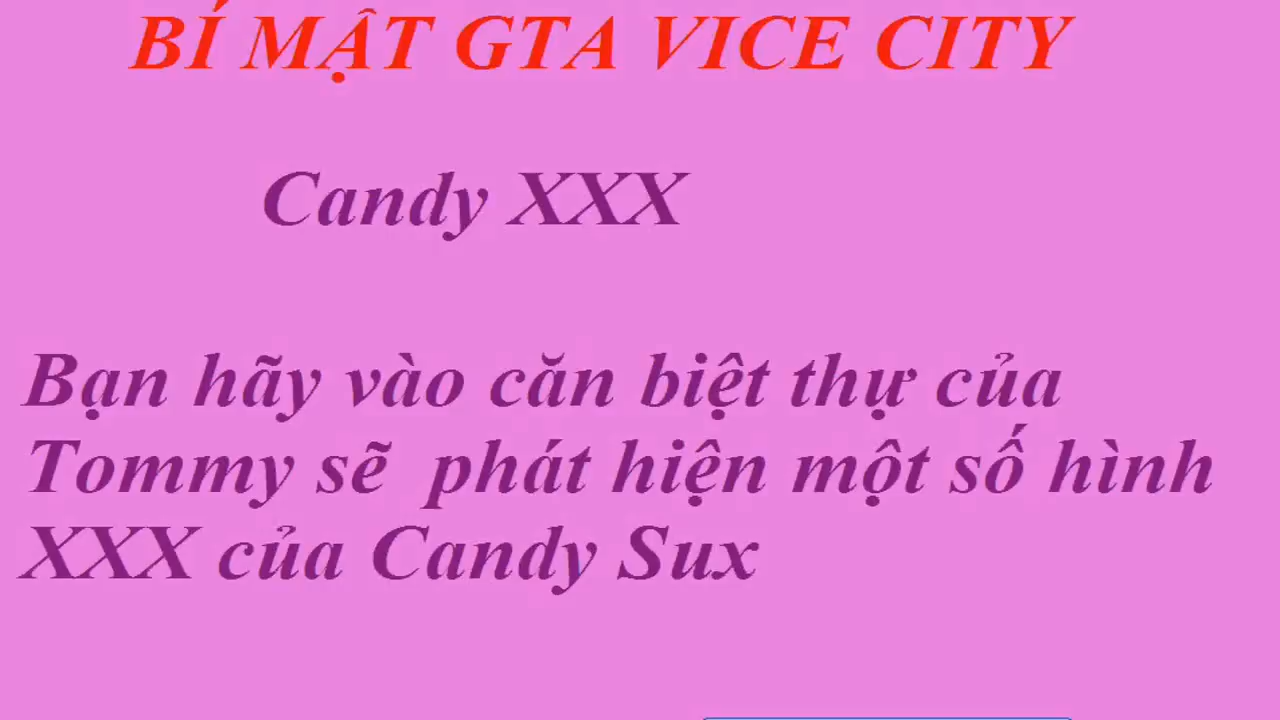 BÍ MẬT GTA VICE CITY
Candy XXX
Bạn hãy vào căn biệt thự của
Tommy sẽ phát hiện một số hình
XXX của Candy Sux